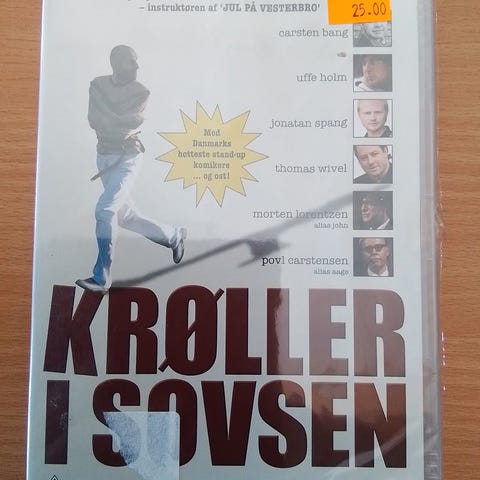 – instruktøren af 'JUL PÅ VESTERBRO'
25.00
carsten bang
uffe holm
jonatan spang
thomas wivel
morten lorentzen
alias john
povl carstensen
alias aage
Med
Danmarks
hotteste stand-up
komikere
... og ost!
KRØLLER
I SOVSEN